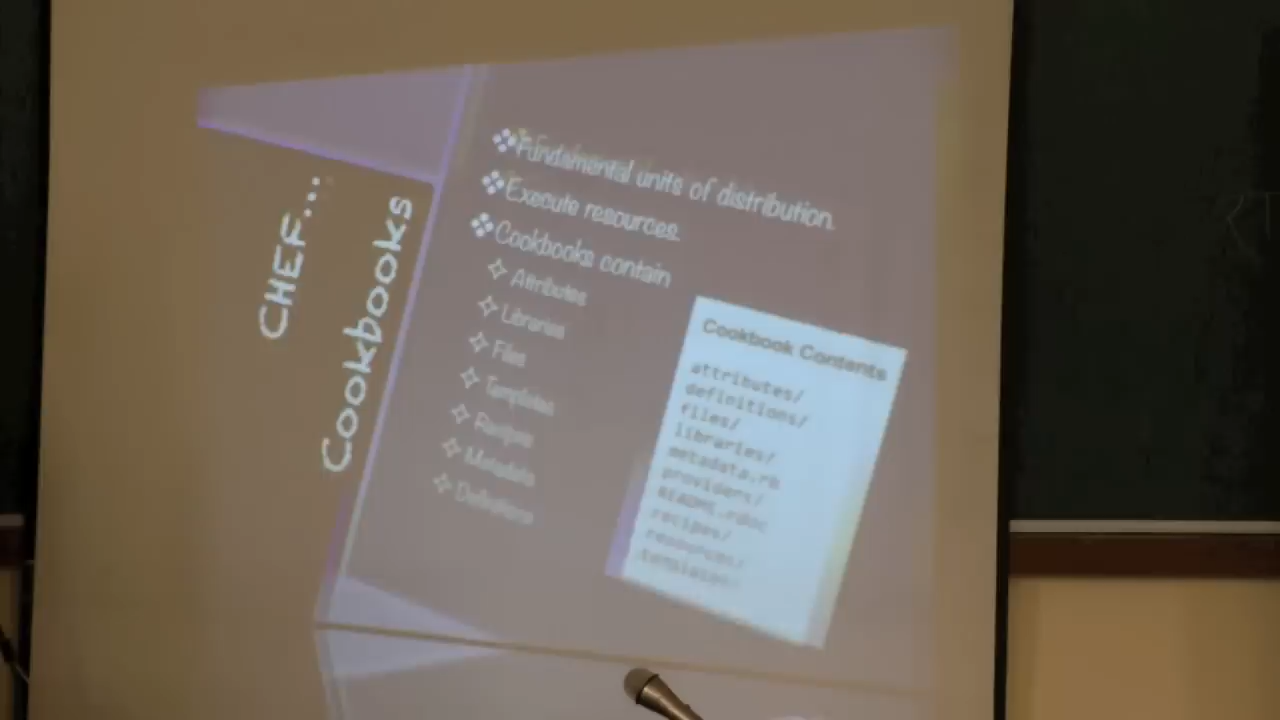 CHEF...
Cookbooks
Fundamental units of distribution.
Execute resources.
Cookbooks contain
Attributes
Libraries
Files
Templates
Recipes
Metadata
Definitions
Cookbook Contents
attributes/
definitions/
files/
libraries/
metadata.rb
providers/
README.rdoc
recipes/
resources/
templates/